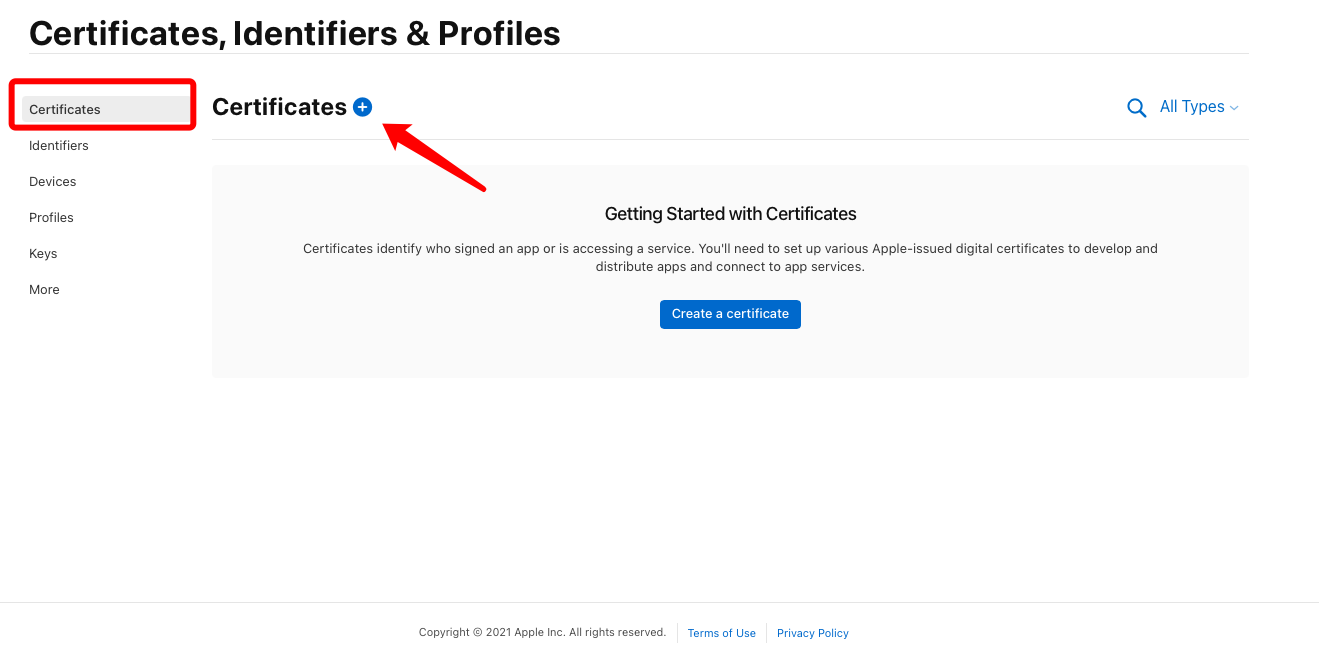 Certificates, Identifiers & Profiles
Certificates
Identifiers
Devices
Profiles
Keys
More
Certificates
All Types
Getting Started with Certificates
Certificates identify who signed an app or is accessing a service. You'll need to set up various Apple-issued digital certificates to develop and
distribute apps and connect to app services.
Create a certificate
Copyright © 2021 Apple Inc. All rights reserved. Terms of Use Privacy Policy